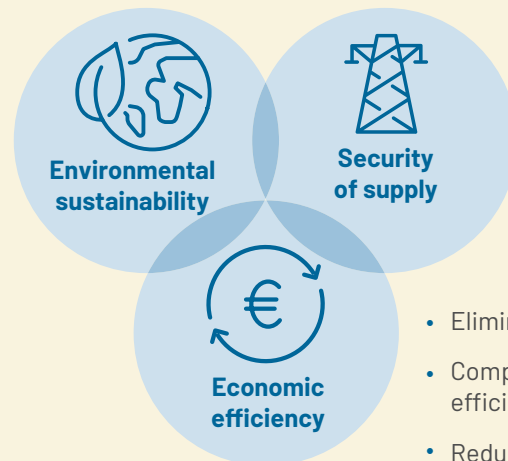 Environmental
sustainability
Security
of supply
€
Economic
efficiency
•
•
•